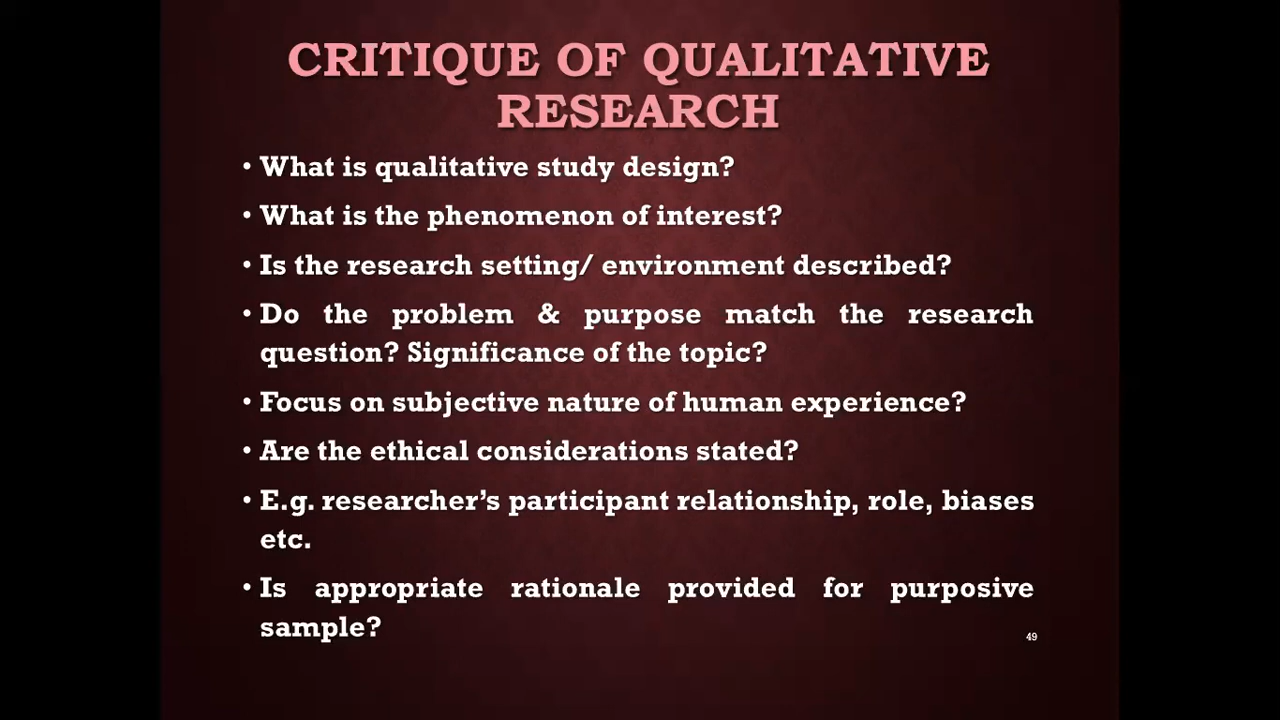 CRITIQUE OF QUALITATIVE
RESEARCH
• What is qualitative study design?
• What is the phenomenon of interest?
• Is the research setting/ environment described?
• Do the problem & purpose match the research
question? Significance of the topic?
• Focus on subjective nature of human experience?
• Are the ethical considerations stated?
• E.g. researcher’s participant relationship, role, biases
etc.
• Is appropriate rationale provided for purposive
sample?
49